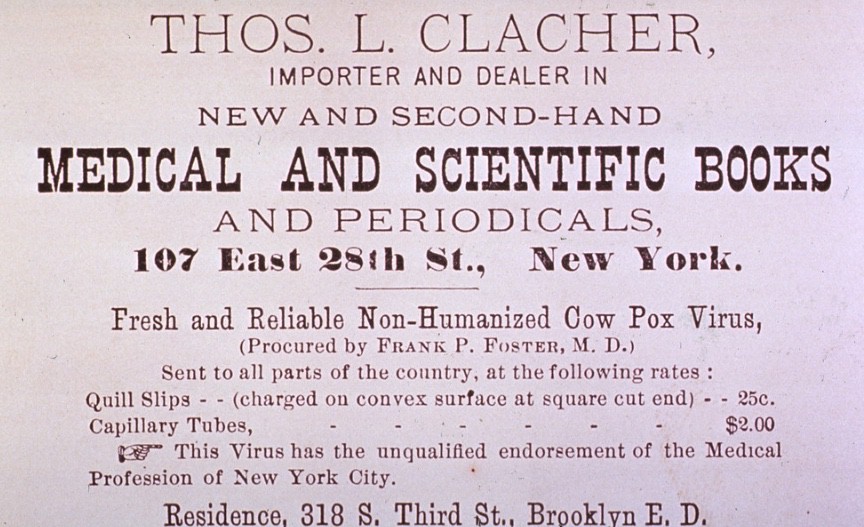 THOS. L. CLACHER,
IMPORTER AND DEALER IN
NEW AND SECOND-HAND
MEDICAL AND SCIENTIFIC BOOKS
AND PERIODICALS,
107 East 28th St., New York.
Fresh and Reliable Non-Humanized Cow Pox Virus,
(Procured by FRANK P. FOSTER, M. D.)
Sent to all parts of the country, at the following rates :
Quill Slips - - (charged on convex surface at square cut end) - - 25c.
Capillary Tubes, - - - - - - $2.00
☞ This Virus has the unqualified endorsement of the Medical
Profession of New York City.
Residence, 318 S. Third St., Brooklyn E. D.